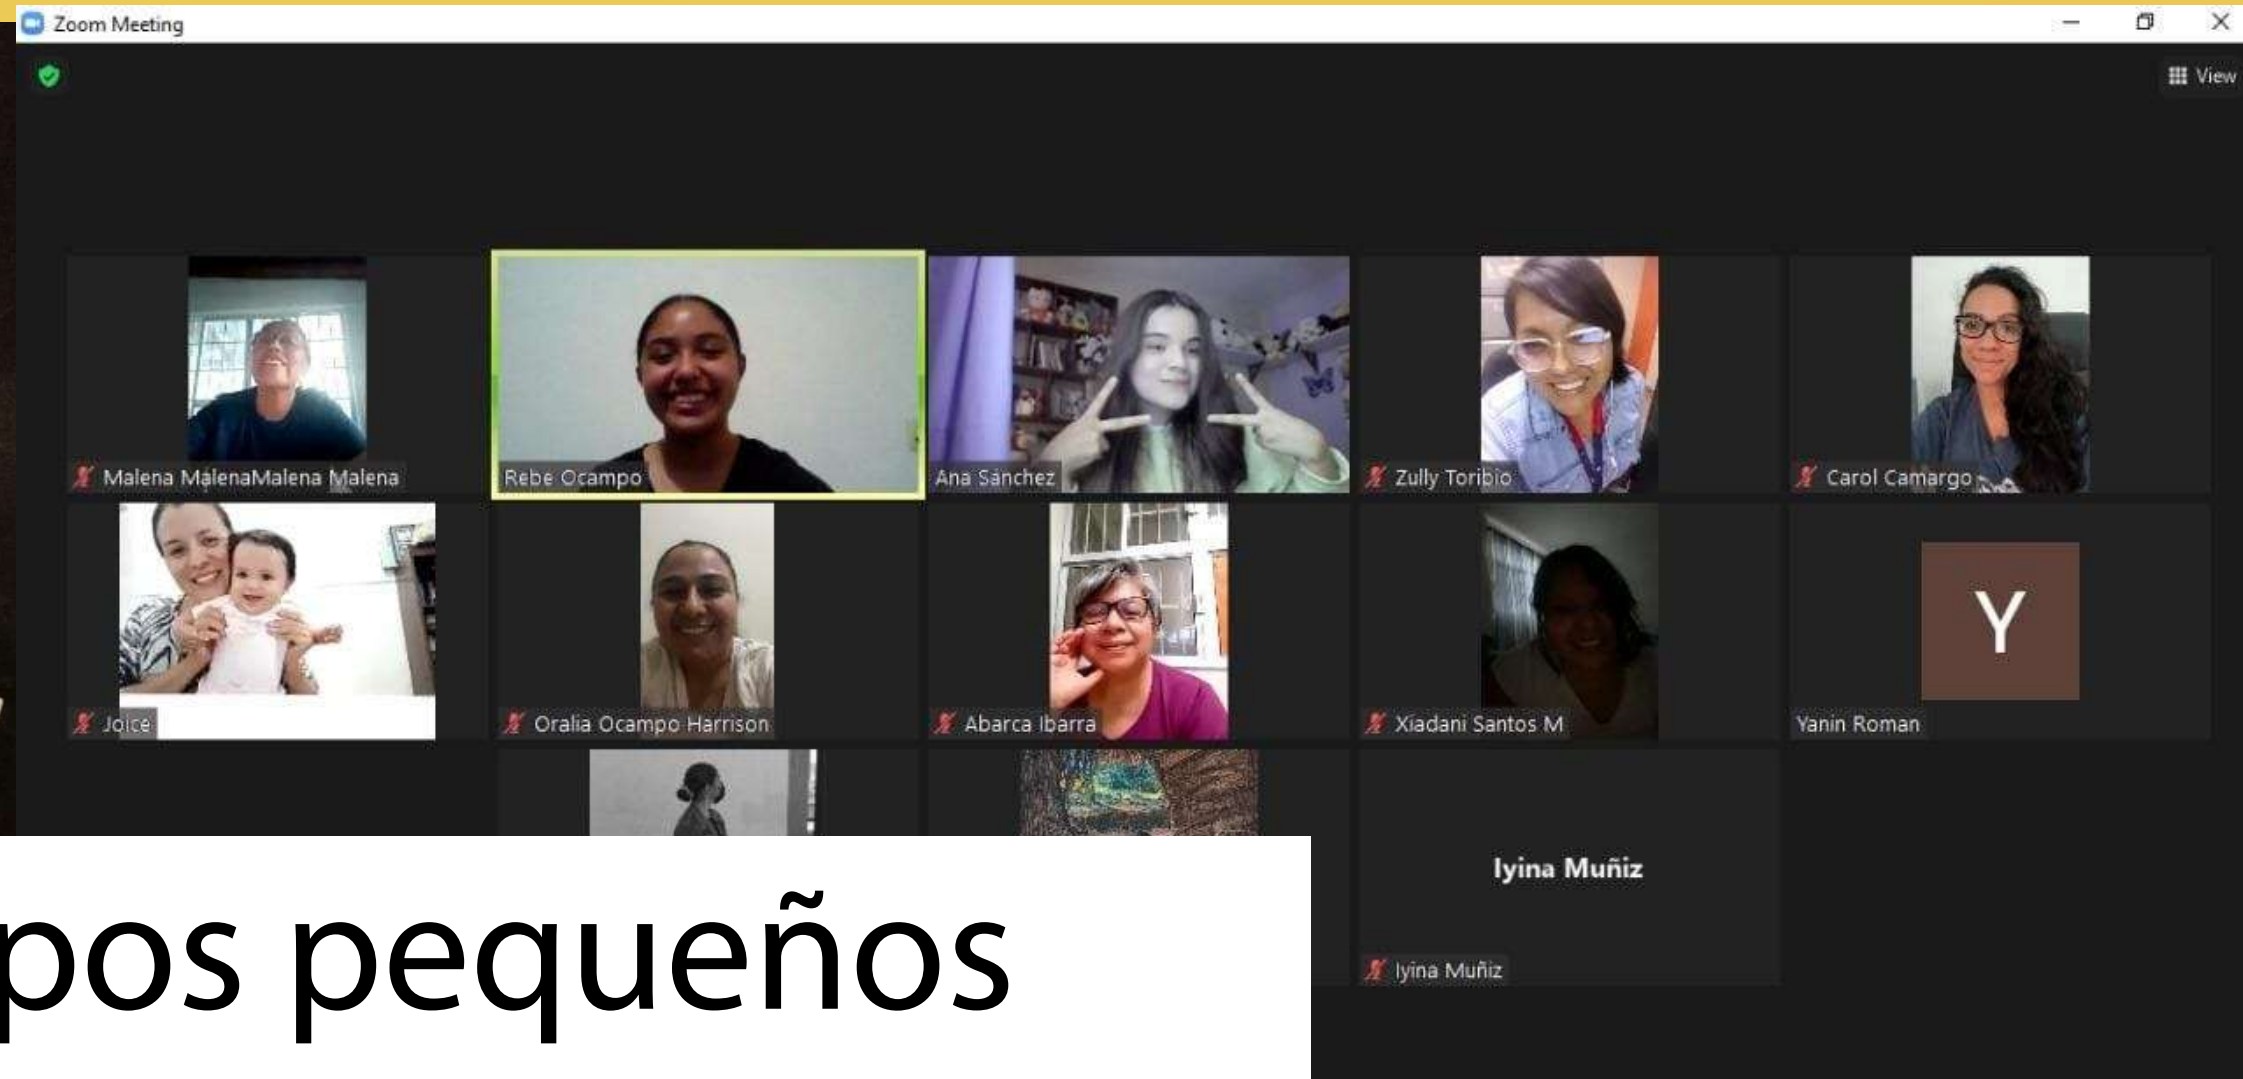 Zoom Meeting
View
Malena MalenaMalena Malena
Rebe Ocampo
Ana Sánchez
Zully Toribio
Carol Camargo
Joice
Oralia Ocampo Harrison
Abarca Ibarra
Xiadani Santos M
Y
Yanin Roman
Iyina Muñiz
Iyina Muñiz
pos pequeños